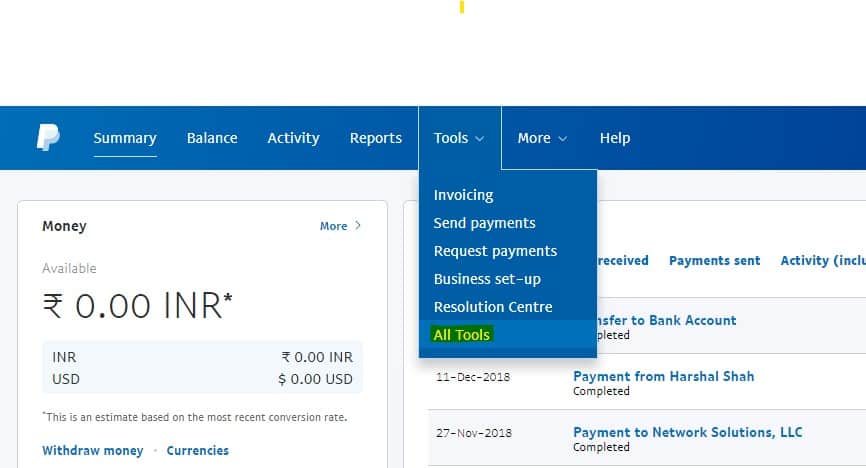 Summary Balance Activity Reports Tools More Help
Invoicing
Send payments
Request payments
Business set-up
Resolution Centre
All Tools
Money More
Available
₹ 0.00 INR*
INR ₹ 0.00 INR
USD $ 0.00 USD
*This is an estimate based on the most recent conversion rate.
Withdraw money · Currencies
received Payments sent Activity (inclu
nsfer to Bank Account
pleted
11-Dec-2018 Payment from Harshal Shah
Completed
27-Nov-2018 Payment to Network Solutions, LLC
Completed